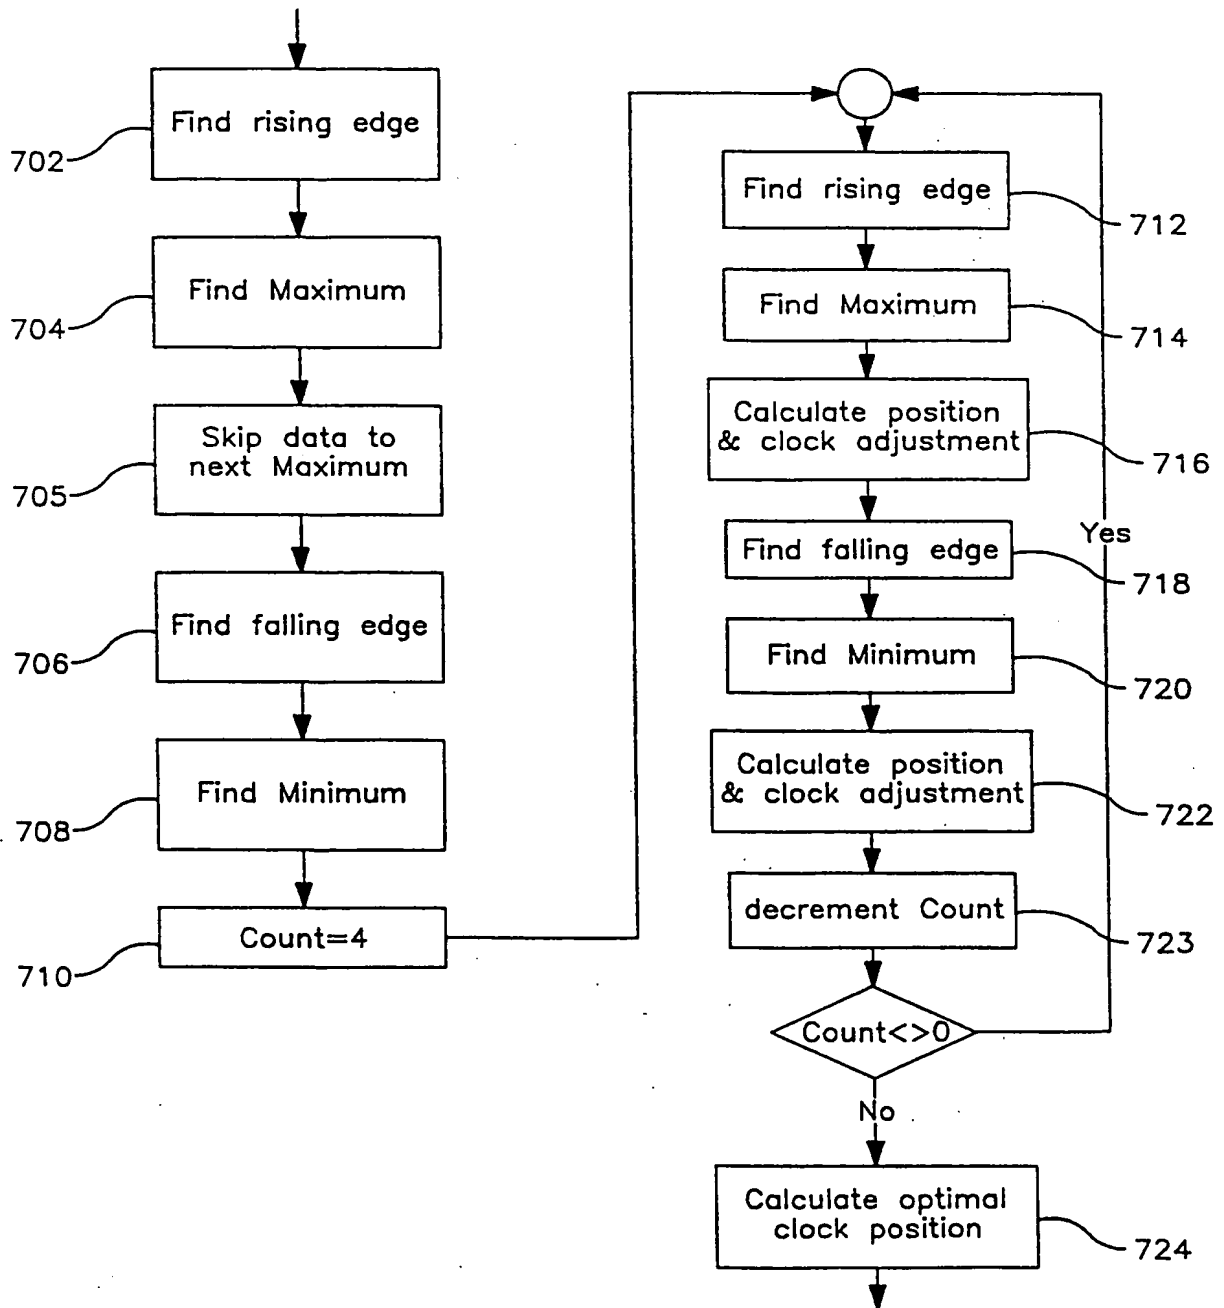 Find rising edge
702
Find Maximum
704
Skip data to
next Maximum
705
Find falling edge
706
Find Minimum
708
Count=4
710
Find rising edge
712
Find Maximum
714
Calculate position
& clock adjustment
716
Yes
Find falling edge
718
Find Minimum
720
Calculate position
& clock adjustment
722
decrement Count
723
Count<>0
No
Calculate optimal
clock position
724